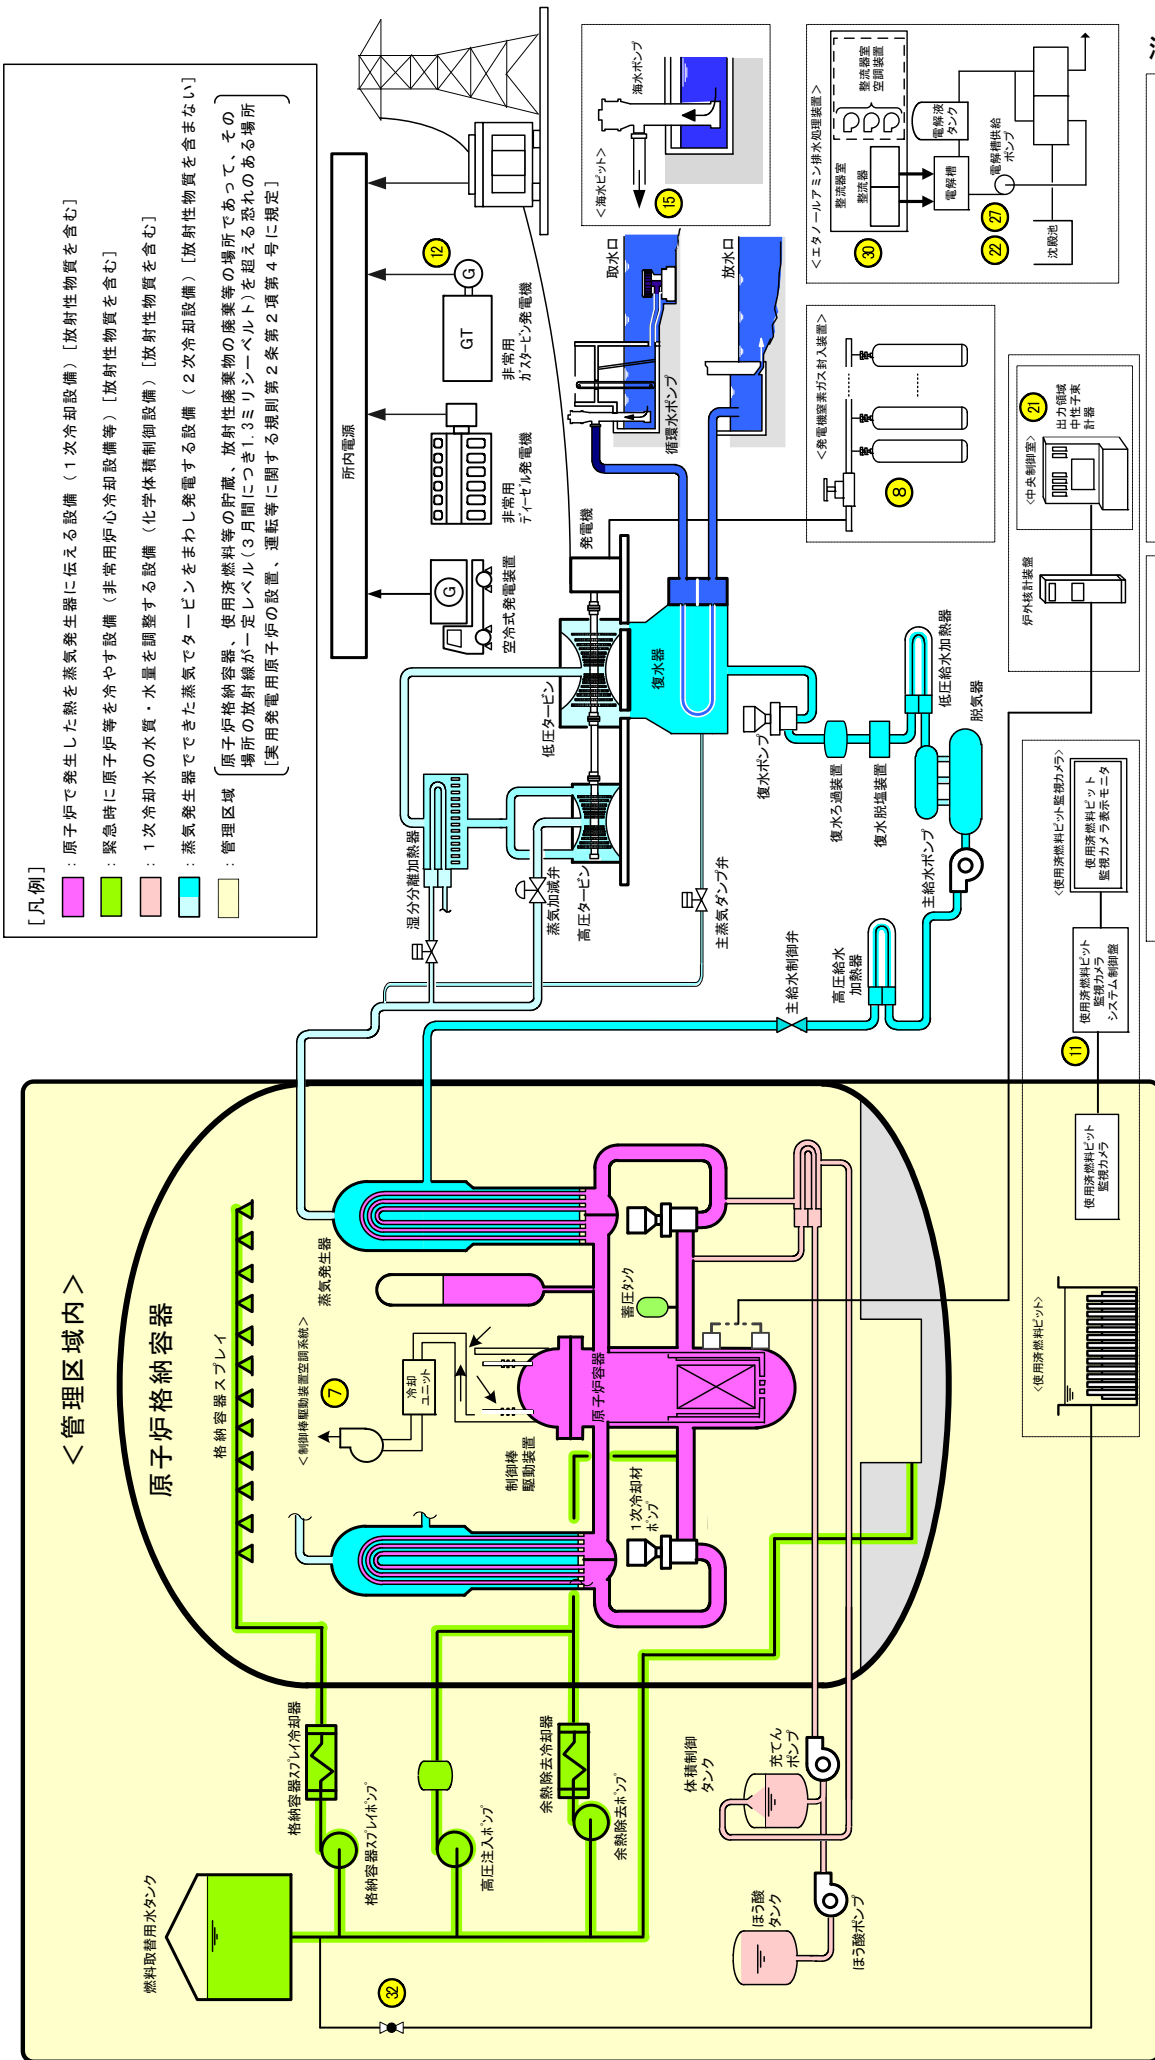 [凡例]
：原子炉で発生した熱を蒸気発生器に伝える設備（１次冷却設備）[放射性物質を含む]
：緊急時に原子炉等を冷やす設備（非常用炉心冷却設備等）[放射性物質を含む]
：１次冷却水の水質・水量を調整する設備（化学体積制御設備）[放射性物質を含む]
：蒸気発生器でできた蒸気でタービンをまわし発電する設備（２次冷却設備）[放射性物質を含まない]
：管理区域
原子炉格納容器、使用済燃料等の貯蔵、放射性廃棄物の廃棄等の場所であって、その
場所の放射線が一定レベル（３月間につき1.3ミリシーベルト）を超える恐れのある場所
[実用発電用原子炉の設置、運転等に関する規則第２条第２項第４号に規定]
＜管理区域内＞
原子炉格納容器
格納容器スプレイ
燃料取替用水タンク
格納容器スプレイ冷却器
格納容器スプレイポンプ
高圧注入ポンプ
余熱除去冷却器
余熱除去ポンプ
32
体積制御
タンク
充てん
ポンプ
ほう酸
タンク
ほう酸ポンプ
＜制御棒駆動装置空調系統＞
7
冷却
ユニット
制御棒
駆動装置
蒸気発生器
原子炉容器
蓄圧タンク
１次冷却材
ポンプ
＜使用済燃料ピット＞
使用済燃料ピット
監視カメラ
11
使用済燃料ピット
監視カメラ
システム制御盤
＜使用済燃料ピット監視カメラ＞
使用済燃料ピット
監視カメラ表示モニタ
湿分分離加熱器
蒸気加減弁
高圧タービン
低圧タービン
主蒸気ダンプ弁
主給水制御弁
高圧給水
加熱器
主給水ポンプ
脱気器
低圧給水加熱器
復水脱塩装置
復水ろ過装置
復水ポンプ
復水器
発電機
所内電源
G
空冷式発電装置
非常用
ディーゼル発電機
GT
G
12
非常用
ガスタービン発電機
循環水ポンプ
取水口
放水口
＜海水ピット＞
海水ポンプ
15
＜発電機窒素ガス封入装置＞
8
＜エタノールアミン排水処理装置＞
整流器室
整流器
整流器室
空調装置
30
電解槽
電解液
タンク
電解槽供給
ポンプ
22
27
沈殿池
＜中央制御室＞
21
出力領域
中性子束
計器
炉外核計装盤